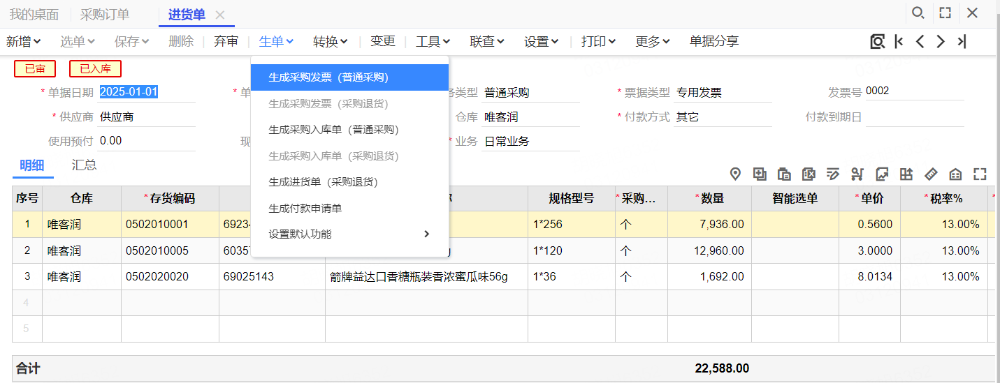 我的桌面 采购订单 进货单
新增 选单 保存 删除 弃审 生单 转换 变更 工具 联查 设置 打印 更多 单据分享
已审 已入库
生成采购发票（普通采购）
生成采购发票（采购退货）
生成采购入库单（普通采购）
生成采购入库单（采购退货）
生成进货单（采购退货）
生成付款申请单
设置默认功能
* 单据日期 2025-01-01 * 单 务类型 普通采购 * 票据类型 专用发票 发票号 0002
* 供应商 供应商 仓库 唯客润 * 付款方式 其它 付款到期日
使用预付 0.00 现 * 业务 日常业务
明细 汇总
序号 仓库 * 存货编码 规格型号 * 采购... * 数量 智能选单 * 单价 * 税率%
1 唯客润 0502010001 6923 1*256 个 7,936.00 0.5600 13.00%
2 唯客润 0502010005 6035 1*120 个 12,960.00 3.0000 13.00%
3 唯客润 0502020020 69025143 箭牌益达口香糖瓶装香浓蜜瓜味56g 1*36 个 1,692.00 8.0134 13.00%
4
5
合计 22,588.00